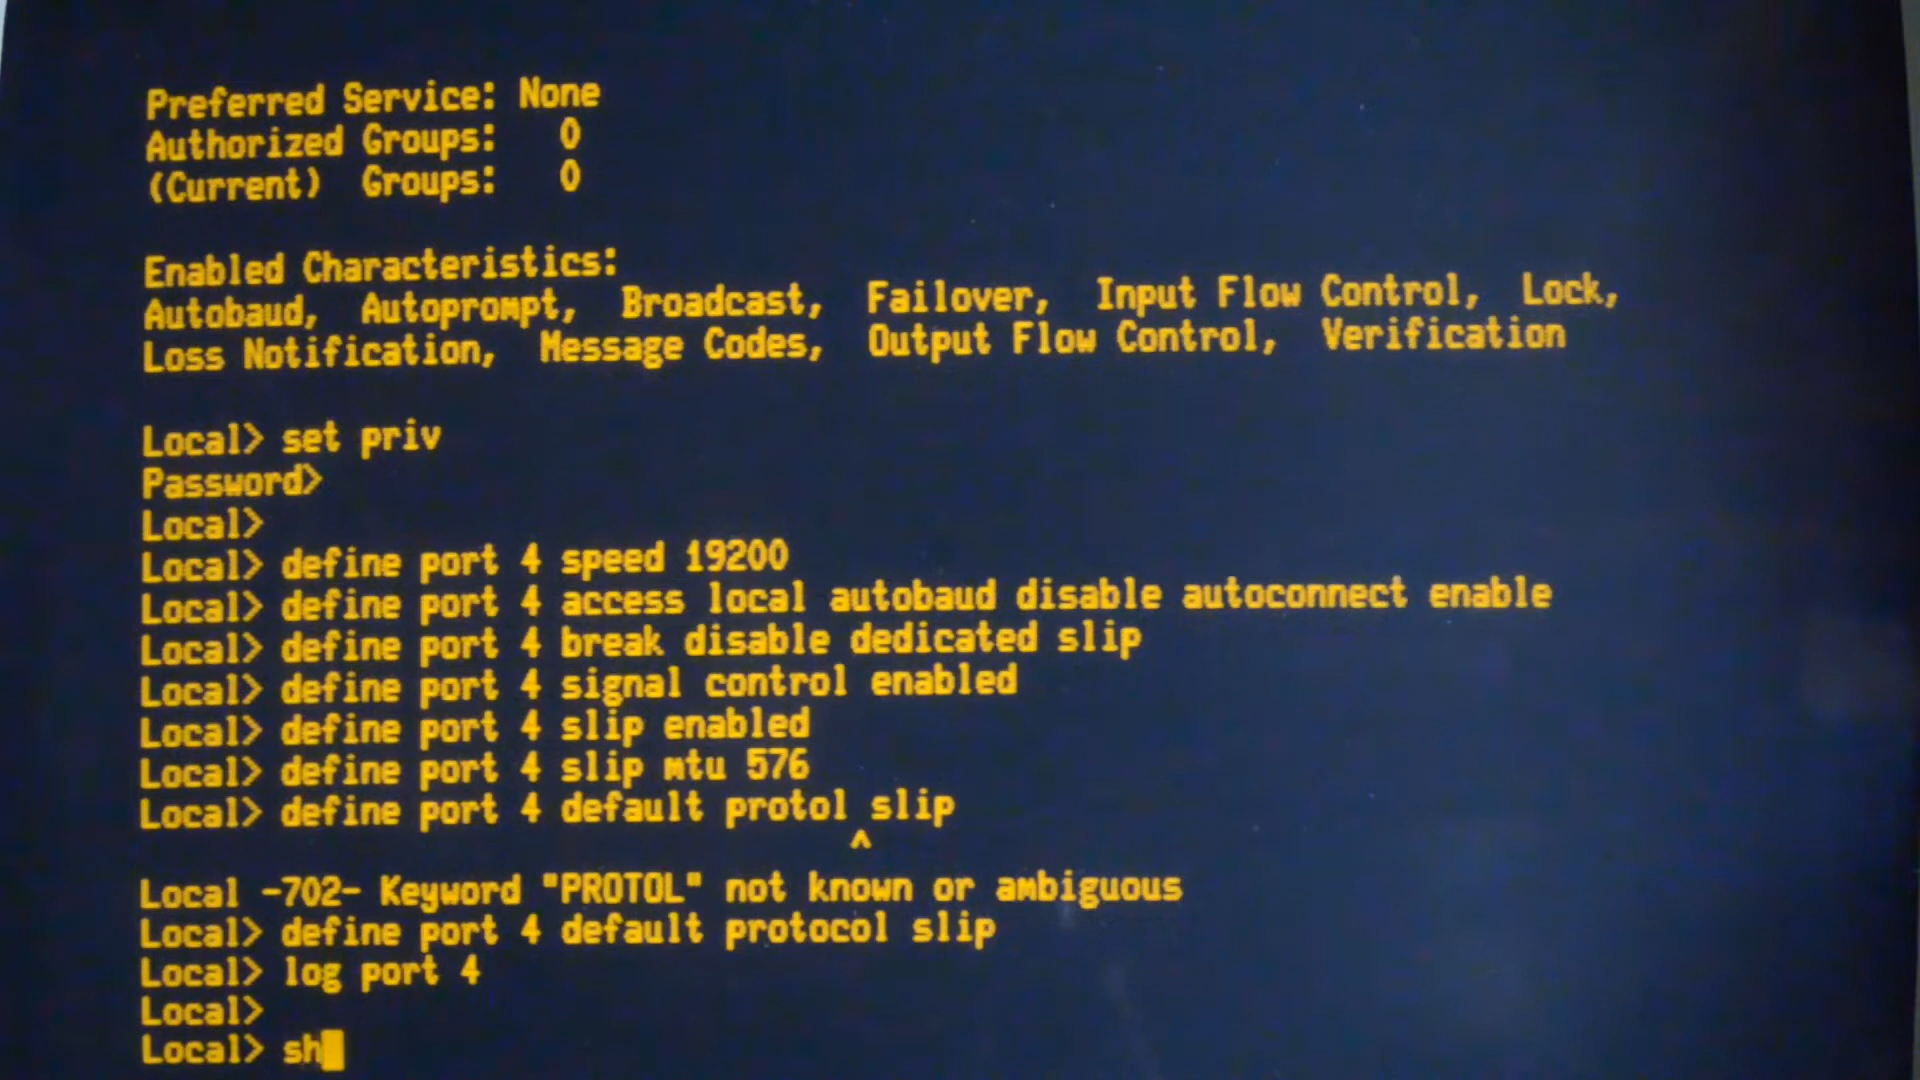 Preferred Service: None
Authorized Groups:   0
(Current)  Groups:   0
Enabled Characteristics:
Autobaud,  Autoprompt,  Broadcast,  Failover,  Input Flow Control,  Lock,
Loss Notification,  Message Codes,  Output Flow Control,  Verification
Local> set priv
Password>
Local>
Local> define port 4 speed 19200
Local> define port 4 access local autobaud disable autoconnect enable
Local> define port 4 break disable dedicated slip
Local> define port 4 signal control enabled
Local> define port 4 slip enabled
Local> define port 4 slip mtu 576
Local> define port 4 default protol slip
^
Local -702- Keyword "PROTOL" not known or ambiguous
Local> define port 4 default protocol slip
Local> log port 4
Local>
Local> sh